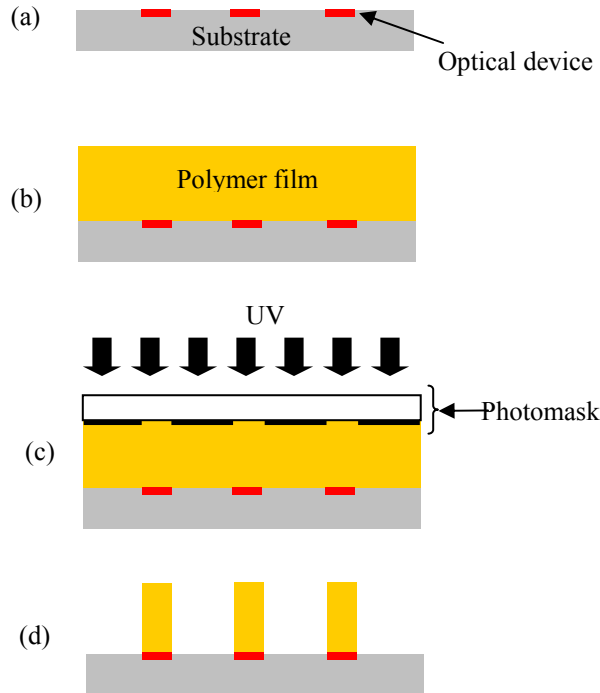 (a)
Substrate
Optical device
Polymer film
(b)
UV
Photomask
(c)
(d)